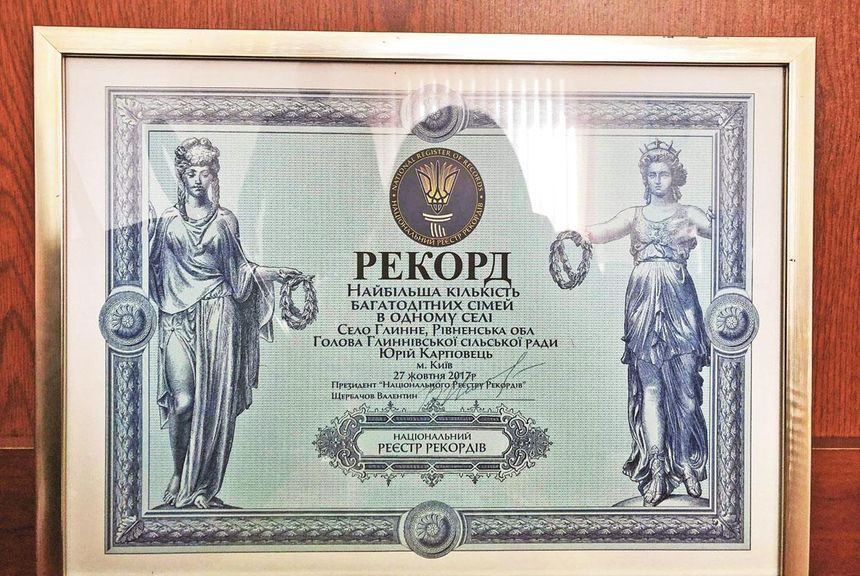 NATIONAL REGISTER OF RECORDS
НАЦІОНАЛЬНИЙ РЕЄСТР РЕКОРДІВ
РЕКОРД
НАЙБІЛЬША КІЛЬКІСТЬ
БАГАТОДІТНИХ СІМЕЙ
В ОДНОМУ СЕЛІ
СЕЛО ГЛИННЕ, РІВНЕНСЬКА ОБЛ
ГОЛОВА ГЛИННІВСЬКОЇ СІЛЬСЬКОЇ РАДИ
ЮРІЙ КАРПОВЕЦЬ
М. КИЇВ
27 ЖОВТНЯ 2017Р
ПРЕЗИДЕНТ "НАЦІОНАЛЬНОГО РЕЄСТРУ РЕКОРДІВ"
ЩЕРБАЧОВ ВАЛЕНТИН
НАЦІОНАЛЬНИЙ
РЕЄСТР РЕКОРДІВ